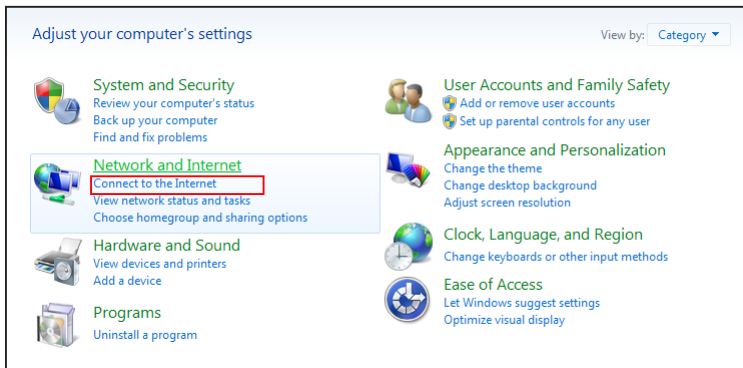 Adjust your computer's settings
View by: Category
System and Security
Review your computer's status
Back up your computer
Find and fix problems
Network and Internet
Connect to the Internet
View network status and tasks
Choose homegroup and sharing options
Hardware and Sound
View devices and printers
Add a device
Programs
Uninstall a program
User Accounts and Family Safety
Add or remove user accounts
Set up parental controls for any user
Appearance and Personalization
Change the theme
Change desktop background
Adjust screen resolution
Clock, Language, and Region
Change keyboards or other input methods
Ease of Access
Let Windows suggest settings
Optimize visual display